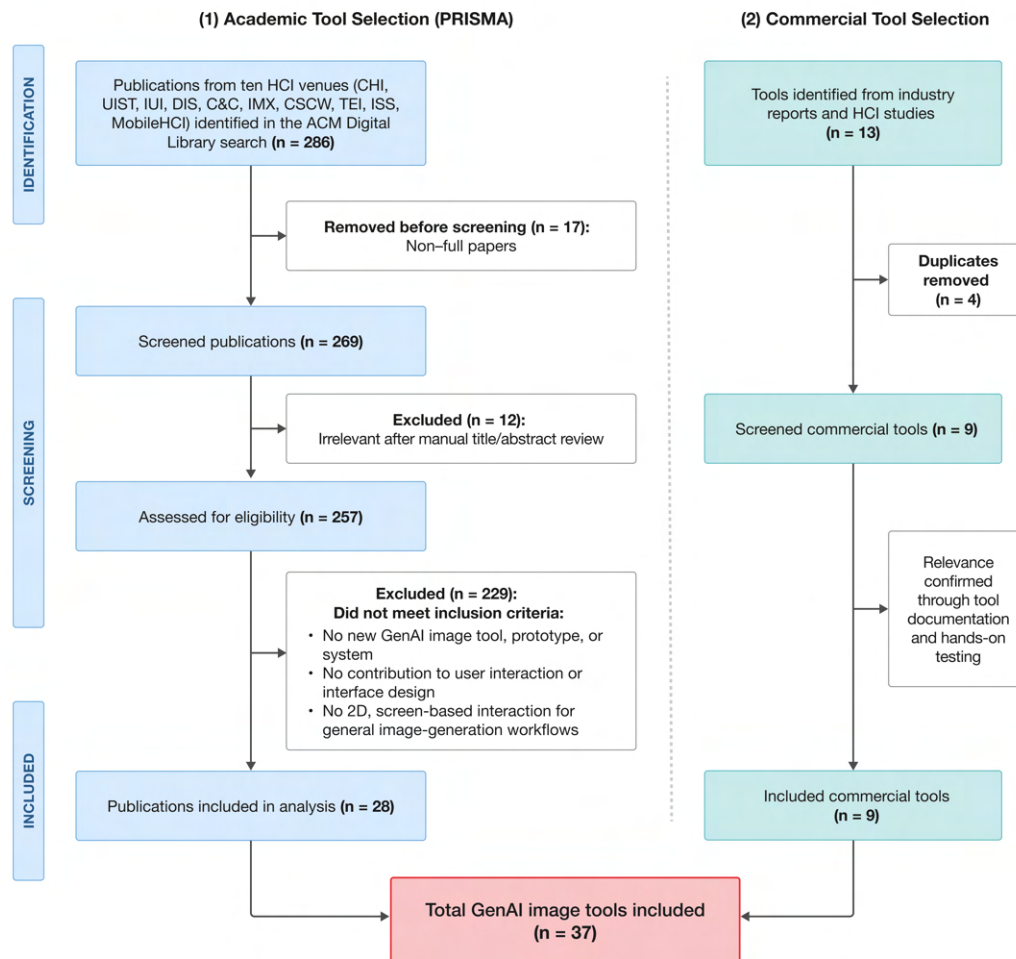 (1) Academic Tool Selection (PRISMA)
(2) Commercial Tool Selection
IDENTIFICATION
Publications from ten HCI venues (CHI,
UIST, IUI, DIS, C&C, IMX, CSCW, TEI, ISS,
MobileHCI) identified in the ACM Digital
Library search (n = 286)
Tools identified from industry
reports and HCI studies
(n = 13)
Removed before screening (n = 17):
Non–full papers
Duplicates
removed
(n = 4)
SCREENING
Screened publications (n = 269)
Excluded (n = 12):
Irrelevant after manual title/abstract review
Screened commercial tools (n = 9)
Assessed for eligibility (n = 257)
Excluded (n = 229):
Did not meet inclusion criteria:
• No new GenAI image tool, prototype, or
system
• No contribution to user interaction or
interface design
• No 2D, screen-based interaction for
general image-generation workflows
Relevance
confirmed
through tool
documentation
and hands-on
testing
INCLUDED
Publications included in analysis (n = 28)
Included commercial tools
(n = 9)
Total GenAI image tools included
(n = 37)